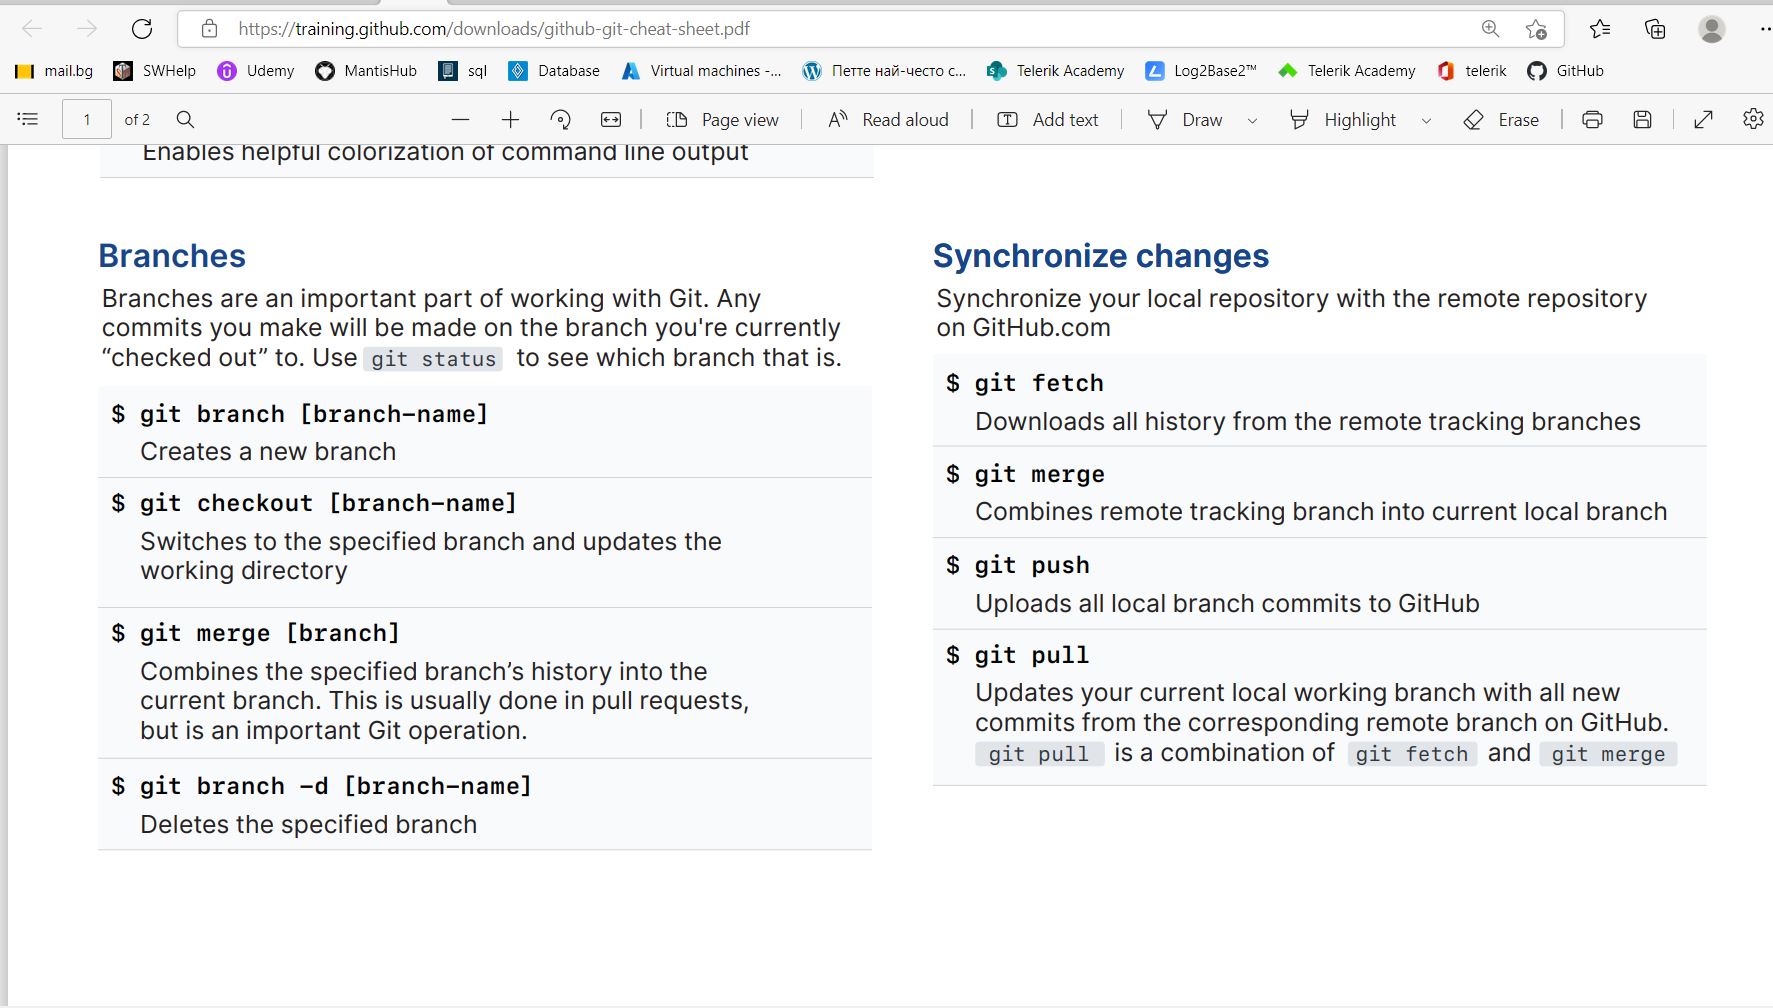 https://training.github.com/downloads/github-git-cheat-sheet.pdf
mail.bg SWHelp Udemy MantisHub sql Database Virtual machines -... Петте най-често с... Telerik Academy Log2Base2™ Telerik Academy telerik GitHub
1 of 2 Page view Read aloud Add text Draw Highlight Erase
Enables helpful colorization of command line output
Branches
Branches are an important part of working with Git. Any
commits you make will be made on the branch you're currently
“checked out” to. Use git status to see which branch that is.
$ git branch [branch-name]
Creates a new branch
$ git checkout [branch-name]
Switches to the specified branch and updates the
working directory
$ git merge [branch]
Combines the specified branch’s history into the
current branch. This is usually done in pull requests,
but is an important Git operation.
$ git branch -d [branch-name]
Deletes the specified branch
Synchronize changes
Synchronize your local repository with the remote repository
on GitHub.com
$ git fetch
Downloads all history from the remote tracking branches
$ git merge
Combines remote tracking branch into current local branch
$ git push
Uploads all local branch commits to GitHub
$ git pull
Updates your current local working branch with all new
commits from the corresponding remote branch on GitHub.
git pull is a combination of git fetch and git merge